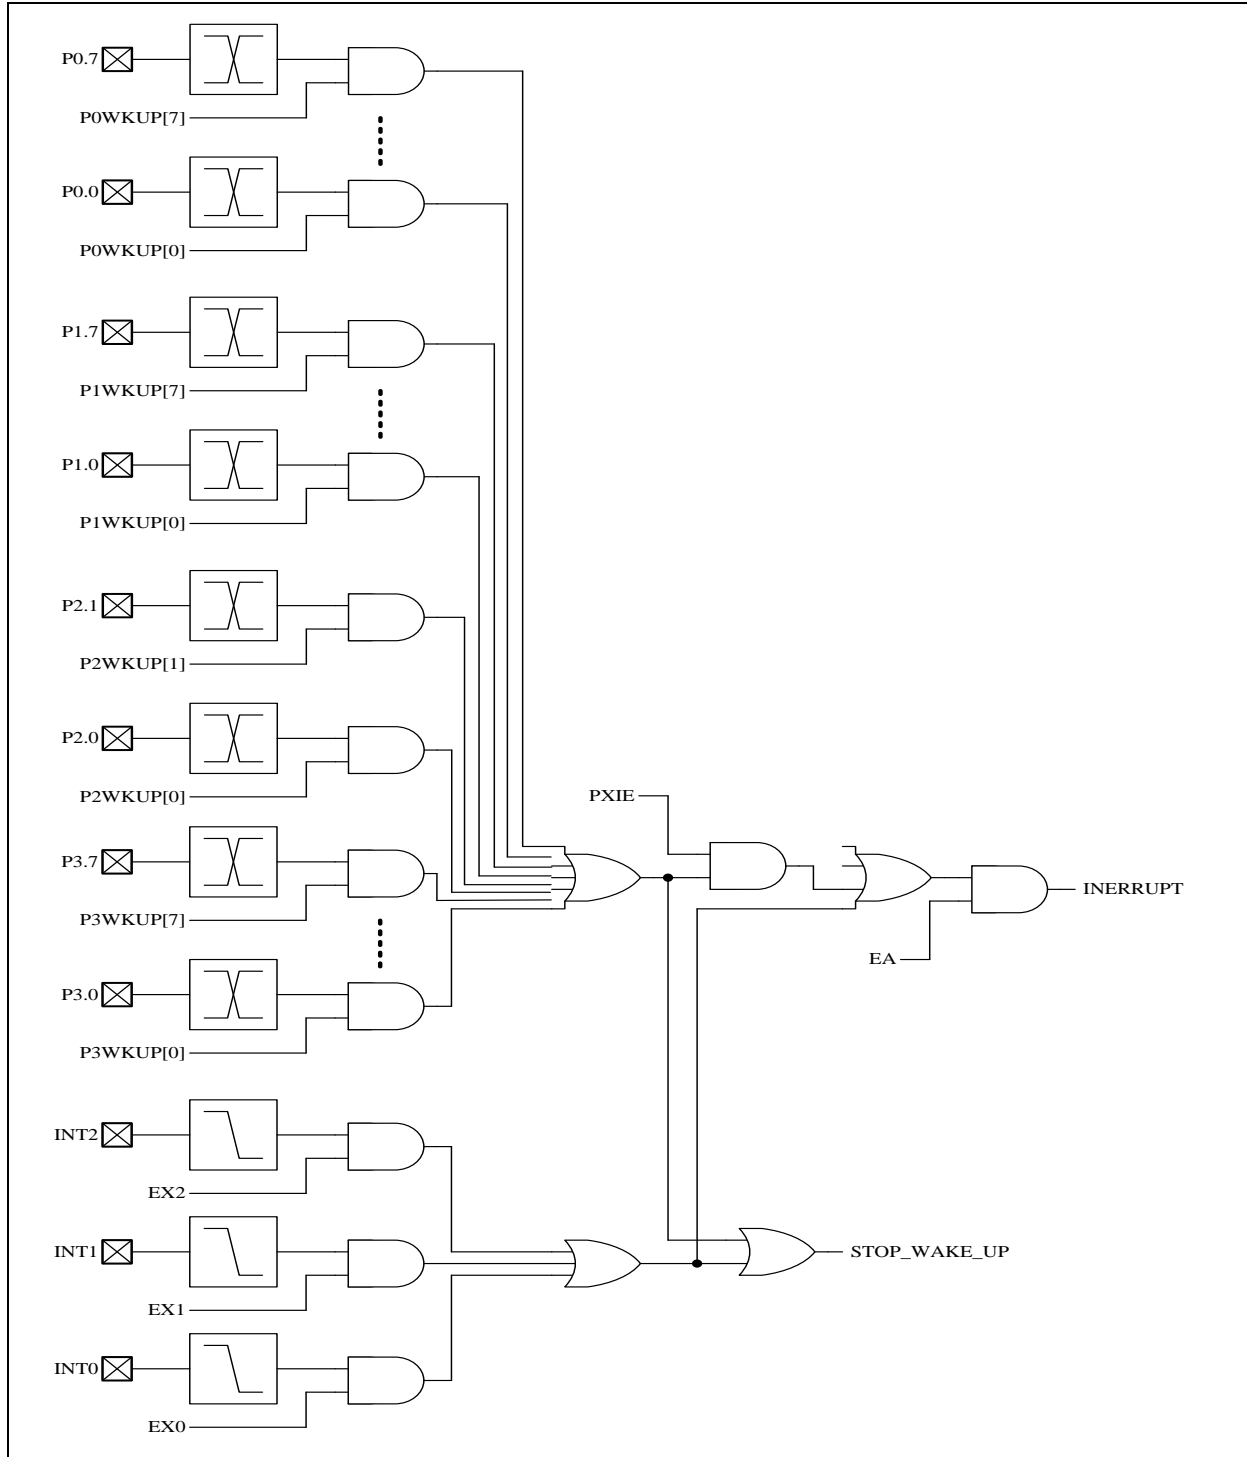 P0.7
P0WKUP[7]
P0.0
P0WKUP[0]
P1.7
P1WKUP[7]
P1.0
P1WKUP[0]
P2.1
P2WKUP[1]
P2.0
P2WKUP[0]
PXIE
P3.7
INERRUPT
P3WKUP[7]
EA
P3.0
P3WKUP[0]
INT2
EX2
INT1
STOP_WAKE_UP
EX1
INT0
EX0